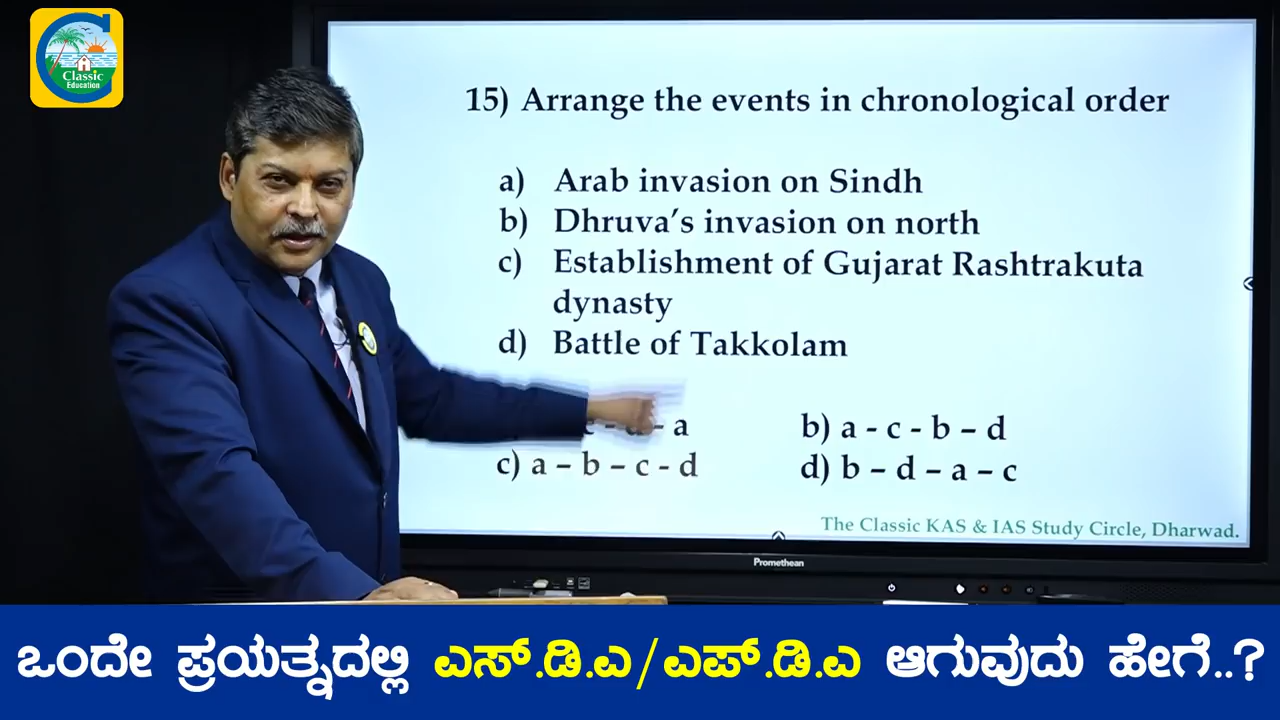 Classic
Education
15) Arrange the events in chronological order
a) Arab invasion on Sindh
b) Dhruva's invasion on north
c) Establishment of Gujarat Rashtrakuta
dynasty
d) Battle of Takkolam
- a
b) a - c - b – d
c) a – b – c - d
d) b – d – a – c
The Classic KAS & IAS Study Circle, Dharwad.
Promethean
ಒಂದೇ ಪ್ರಯತ್ನದಲ್ಲಿ ಎಸ್.ಡಿ.ಎ/ಎಫ್.ಡಿ.ಎ ಆಗುವುದು ಹೇಗೆ..?